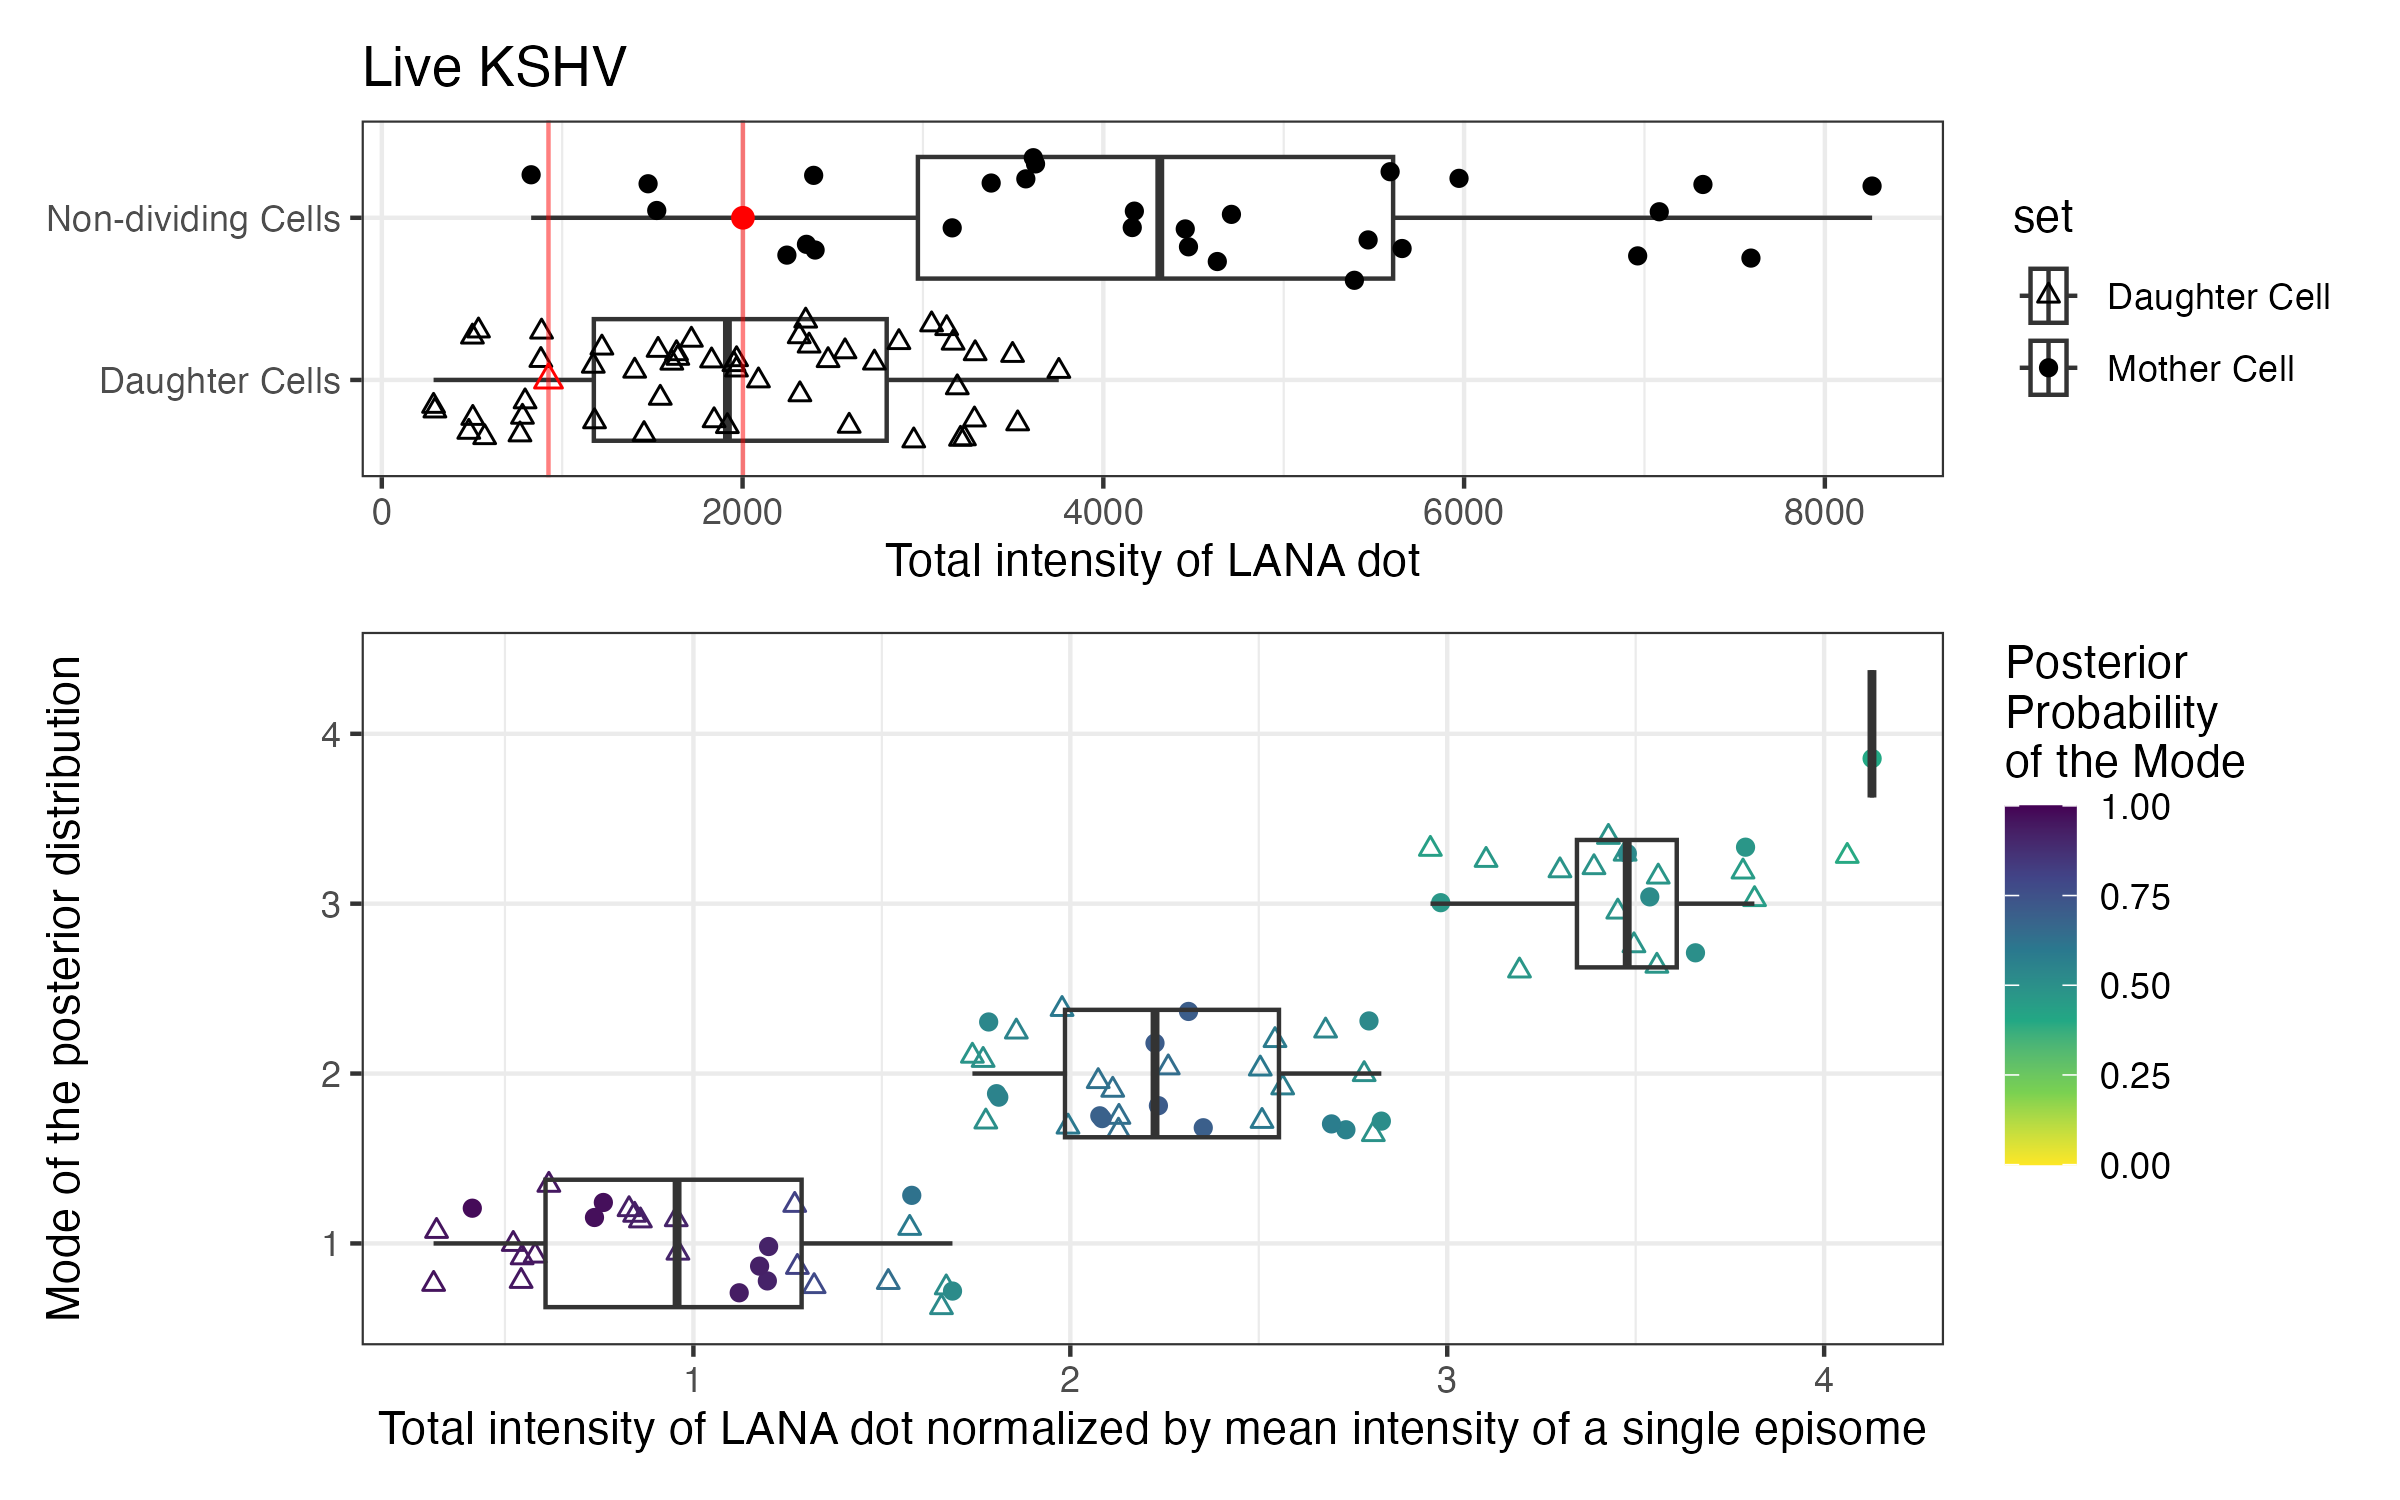 Live KSHV
Non-dividing Cells
Daughter Cells
0 2000 4000 6000 8000
Total intensity of LANA dot
set
Daughter Cell
Mother Cell
Mode of the posterior distribution
4
3
2
1
1 2 3 4
Total intensity of LANA dot normalized by mean intensity of a single episome
Posterior
Probability
of the Mode
1.00
0.75
0.50
0.25
0.00